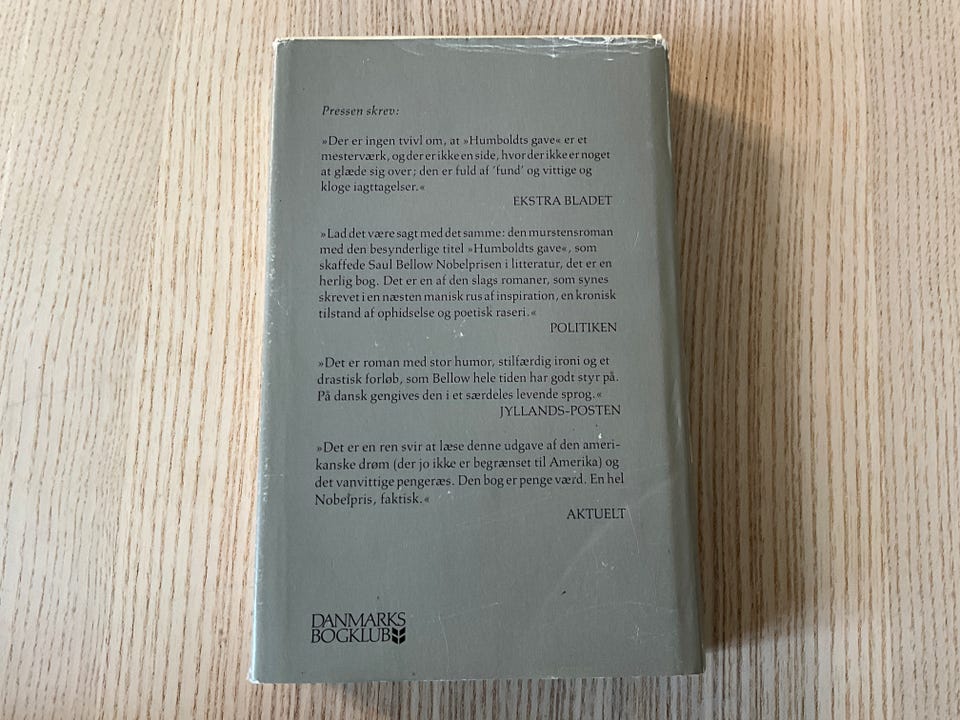 Pressen skrev:
»Der er ingen tvivl om, at »Humboldts gave« er et
mesterværk, og der er ikke en side, hvor der ikke er noget
at glæde sig over; den er fuld af 'fund' og vittige og
kloge iagttagelser.«
EKSTRA BLADET
»Lad det være sagt med det samme: den murstensroman
med den besynderlige titel »Humboldts gave«, som
skaffede Saul Bellow Nobelprisen i litteratur, det er en
herlig bog. Det er en af den slags romaner, som synes
skrevet i en næsten manisk rus af inspiration, en kronisk
tilstand af ophidselse og poetisk raseri.«
POLITIKEN
»Det er roman med stor humor, stilfærdig ironi og et
drastisk forløb, som Bellow hele tiden har godt styr på.
På dansk gengives den i et særdeles levende sprog.«
JYLLANDS-POSTEN
»Det er en ren svir at læse denne udgave af den ameri-
kanske drøm (der jo ikke er begrænset til Amerika) og
det vanvittige pengeræs. Den bog er penge værd. En hel
Nobelpris, faktisk.«
AKTUELT
DANMARKS
BOGKLUB